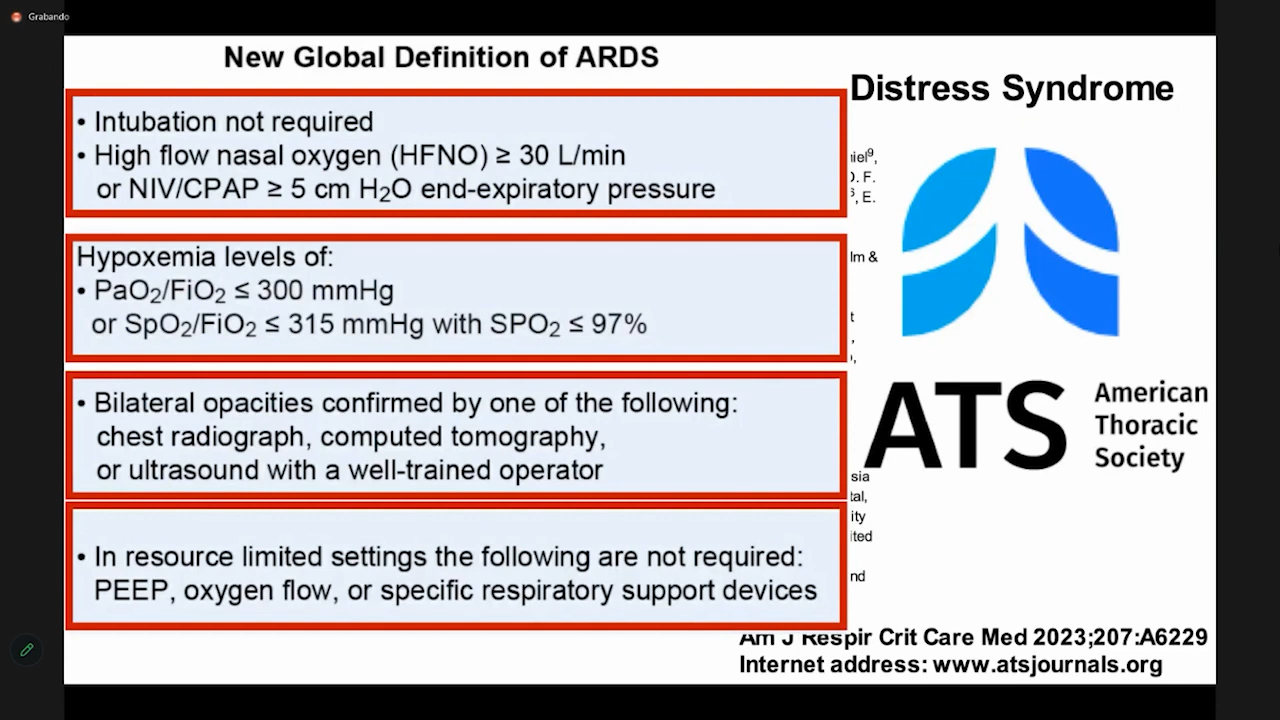 Grabando
New Global Definition of ARDS
Distress Syndrome
• Intubation not required
• High flow nasal oxygen (HFNO) ≥ 30 L/min
or NIV/CPAP ≥ 5 cm H₂O end-expiratory pressure
Hypoxemia levels of:
• PaO₂/FiO₂ ≤ 300 mmHg
or SpO₂/FiO₂ ≤ 315 mmHg with SPO₂ ≤ 97%
• Bilateral opacities confirmed by one of the following:
chest radiograph, computed tomography,
or ultrasound with a well-trained operator
• In resource limited settings the following are not required:
PEEP, oxygen flow, or specific respiratory support devices
ATS
American
Thoracic
Society
Am J Respir Crit Care Med 2023;207:A6229
Internet address: www.atsjournals.org